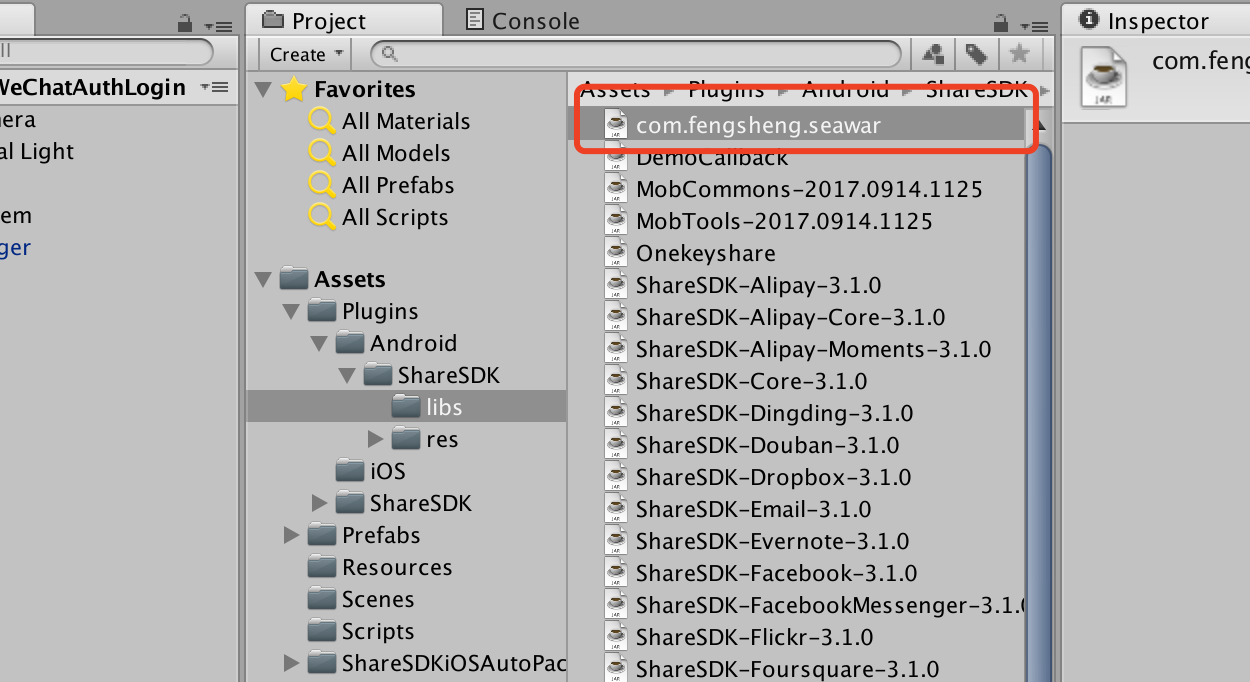 Project
Console
Inspector
Create
WeChatAuthLogin
Favorites
All Materials
All Models
All Prefabs
All Scripts
Assets
Plugins
Android
ShareSDK
libs
res
iOS
ShareSDK
Prefabs
Resources
Scenes
Scripts
ShareSDKiOSAutoPac
Assets Plugins Android ShareSDK
com.fengsheng.seawar
DemoCallback
MobCommons-2017.0914.1125
MobTools-2017.0914.1125
Onekeyshare
ShareSDK-Alipay-3.1.0
ShareSDK-Alipay-Core-3.1.0
ShareSDK-Alipay-Moments-3.1.0
ShareSDK-Core-3.1.0
ShareSDK-Dingding-3.1.0
ShareSDK-Douban-3.1.0
ShareSDK-Dropbox-3.1.0
ShareSDK-Email-3.1.0
ShareSDK-Evernote-3.1.0
ShareSDK-Facebook-3.1.0
ShareSDK-FacebookMessenger-3.1.0
ShareSDK-Flickr-3.1.0
ShareSDK-Foursquare-3.1.0
era
al Light
em
ger
com.feng